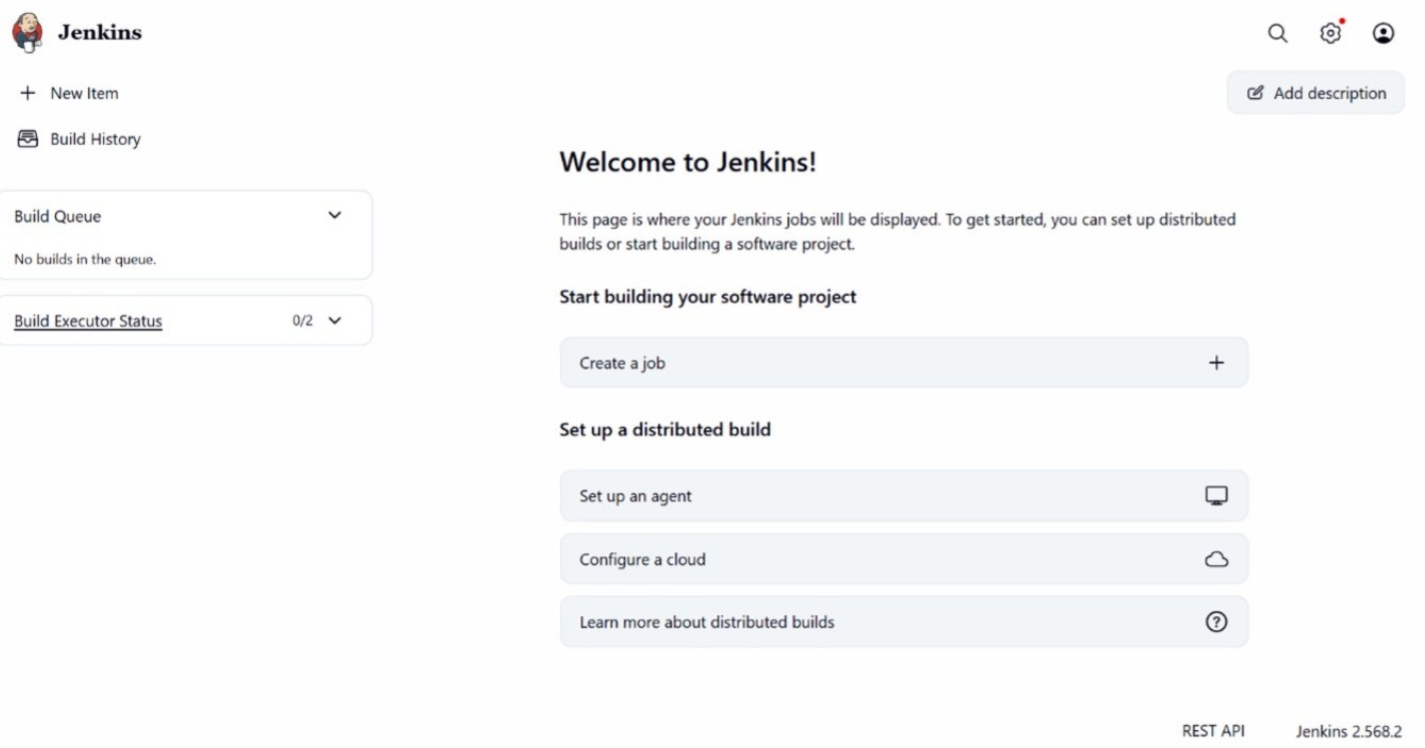 Jenkins
New Item
Add description
Build History
Welcome to Jenkins!
Build Queue
No builds in the queue.
This page is where your Jenkins jobs will be displayed. To get started, you can set up distributed
builds or start building a software project.
Build Executor Status 0/2
Start building your software project
Create a job
Set up a distributed build
Set up an agent
Configure a cloud
Learn more about distributed builds
REST API Jenkins 2.568.2